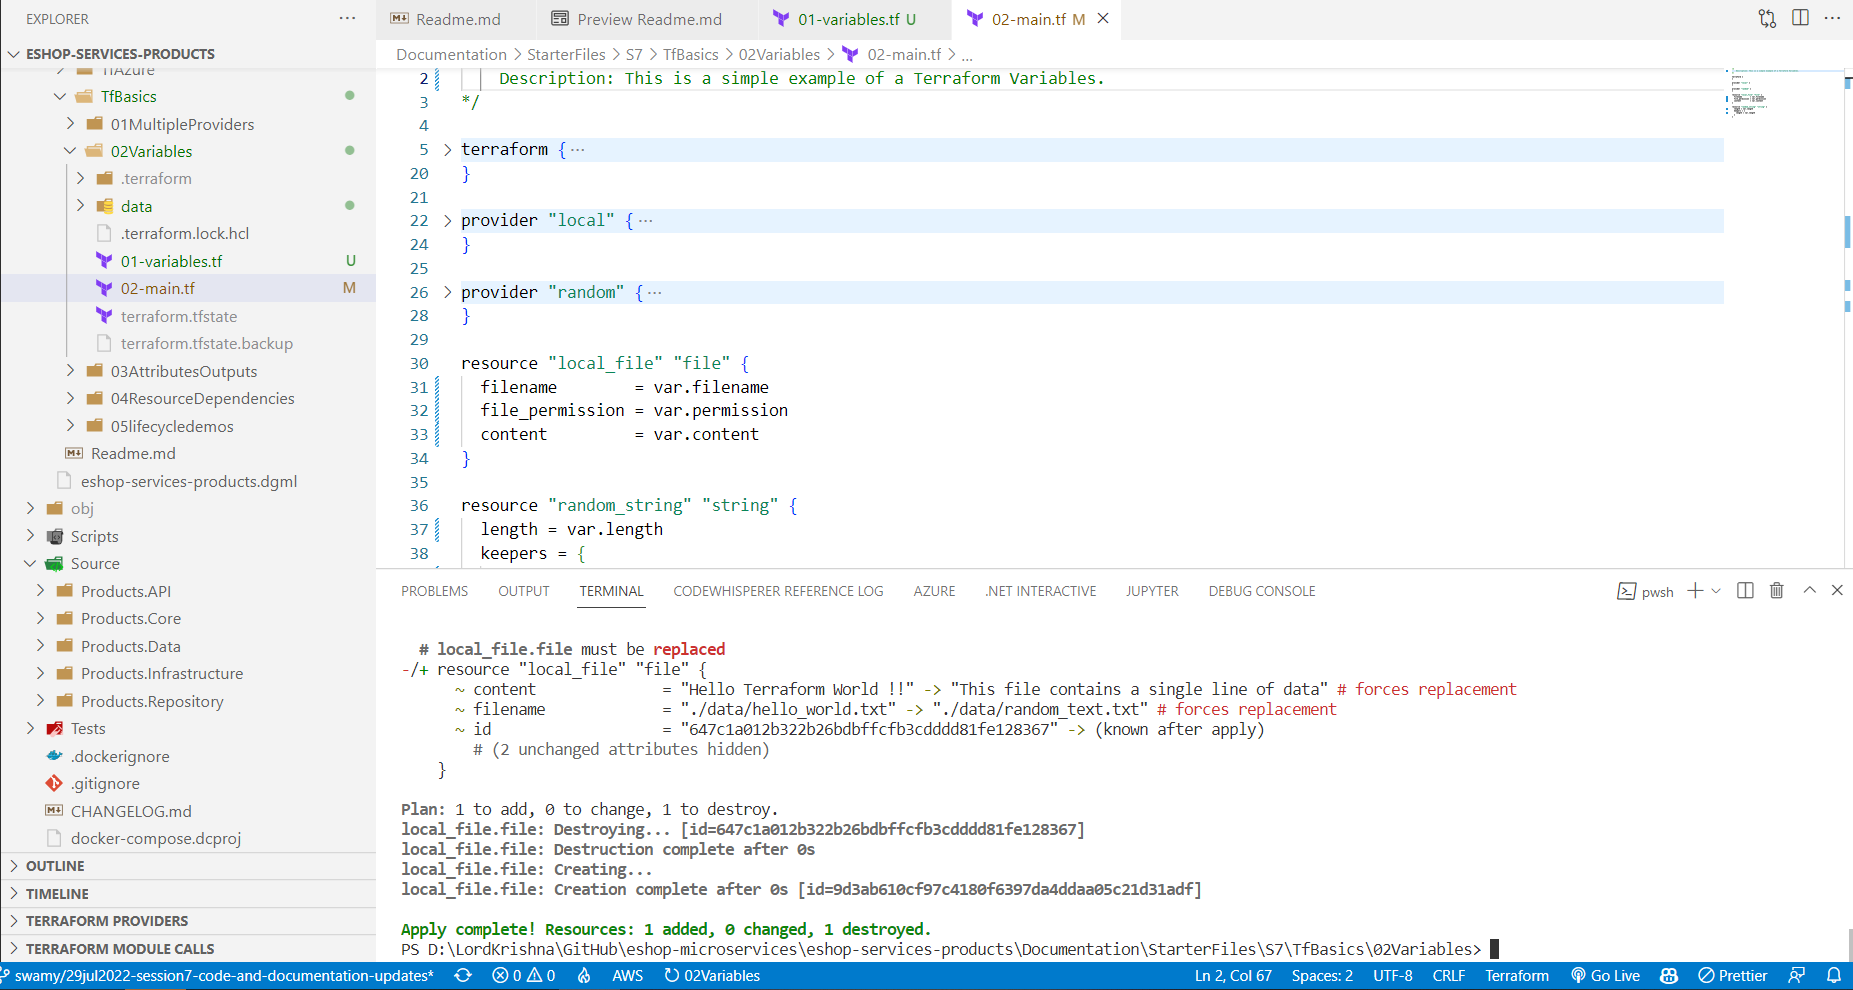 EXPLORER
ESHOP-SERVICES-PRODUCTS
TfAzure
TfBasics
01MultipleProviders
02Variables
.terraform
data
.terraform.lock.hcl
01-variables.tf U
02-main.tf M
terraform.tfstate
terraform.tfstate.backup
03AttributesOutputs
04ResourceDependencies
05lifecycledemos
Readme.md
eshop-services-products.dgml
obj
Scripts
Source
Products.API
Products.Core
Products.Data
Products.Infrastructure
Products.Repository
Tests
.dockerignore
.gitignore
CHANGELOG.md
docker-compose.dcproj
OUTLINE
TIMELINE
TERRAFORM PROVIDERS
TERRAFORM MODULE CALLS
Readme.md Preview Readme.md 01-variables.tf U 02-main.tf M
Documentation > StarterFiles > S7 > TfBasics > 02Variables > 02-main.tf > ...
2 Description: This is a simple example of a Terraform Variables.
3 */
4
5 terraform { ...
20 }
21
22 provider "local" { ...
24 }
25
26 provider "random" { ...
28 }
29
30 resource "local_file" "file" {
31 filename = var.filename
32 file_permission = var.permission
33 content = var.content
34 }
35
36 resource "random_string" "string" {
37 length = var.length
38 keepers = {
PROBLEMS OUTPUT TERMINAL CODEWHISPERER REFERENCE LOG AZURE .NET INTERACTIVE JUPYTER DEBUG CONSOLE pwsh
# local_file.file must be replaced
-/+ resource "local_file" "file" {
~ content = "Hello Terraform World !!" -> "This file contains a single line of data" # forces replacement
~ filename = "./data/hello_world.txt" -> "./data/random_text.txt" # forces replacement
~ id = "647c1a012b322b26bdbffcfb3cdddd81fe128367" -> (known after apply)
# (2 unchanged attributes hidden)
}
Plan: 1 to add, 0 to change, 1 to destroy.
local_file.file: Destroying... [id=647c1a012b322b26bdbffcfb3cdddd81fe128367]
local_file.file: Destruction complete after 0s
local_file.file: Creating...
local_file.file: Creation complete after 0s [id=9d3ab610cf97c4180f6397da4ddaa05c21d31adf]
Apply complete! Resources: 1 added, 0 changed, 1 destroyed.
PS D:\LordKrishna\GitHub\eshop-microservices\eshop-services-products\Documentation\StarterFiles\S7\TfBasics\02Variables>
swamy/29jul2022-session7-code-and-documentation-updates* 0 0 AWS 02Variables Ln 2, Col 67 Spaces: 2 UTF-8 CRLF Terraform Go Live Prettier